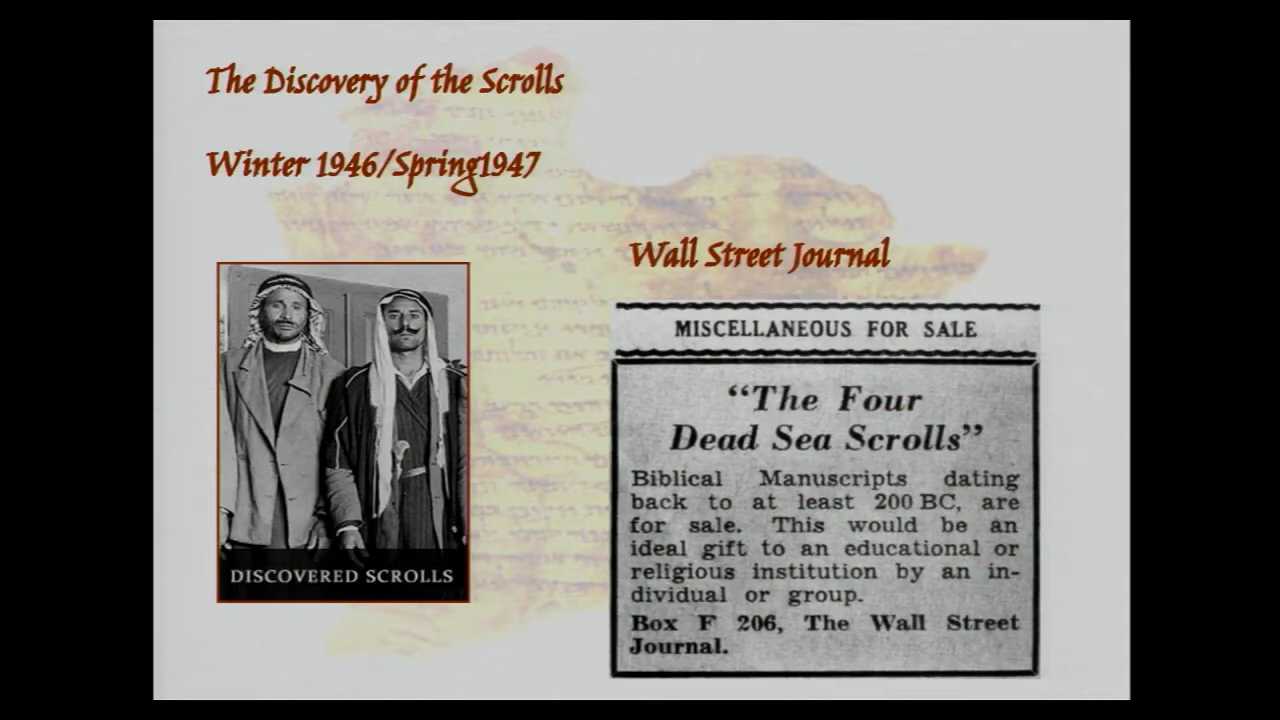 The Discovery of the Scrolls
Winter 1946/Spring1947
Wall Street Journal
DISCOVERED SCROLLS
MISCELLANEOUS FOR SALE
“The Four
Dead Sea Scrolls”
Biblical Manuscripts dating
back to at least 200 BC, are
for sale. This would be an
ideal gift to an educational or
religious institution by an in-
dividual or group.
Box F 206, The Wall Street
Journal.